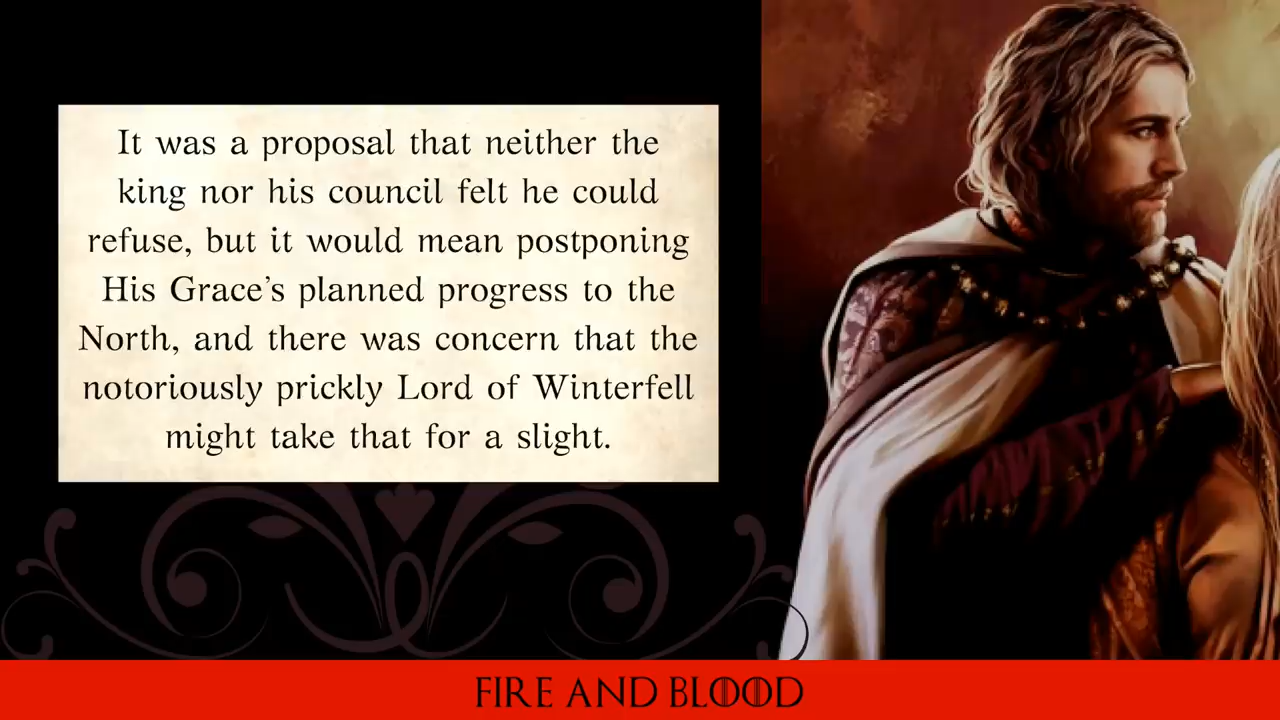 It was a proposal that neither the
king nor his council felt he could
refuse, but it would mean postponing
His Grace’s planned progress to the
North, and there was concern that the
notoriously prickly Lord of Winterfell
might take that for a slight.
FIRE AND BLOOD